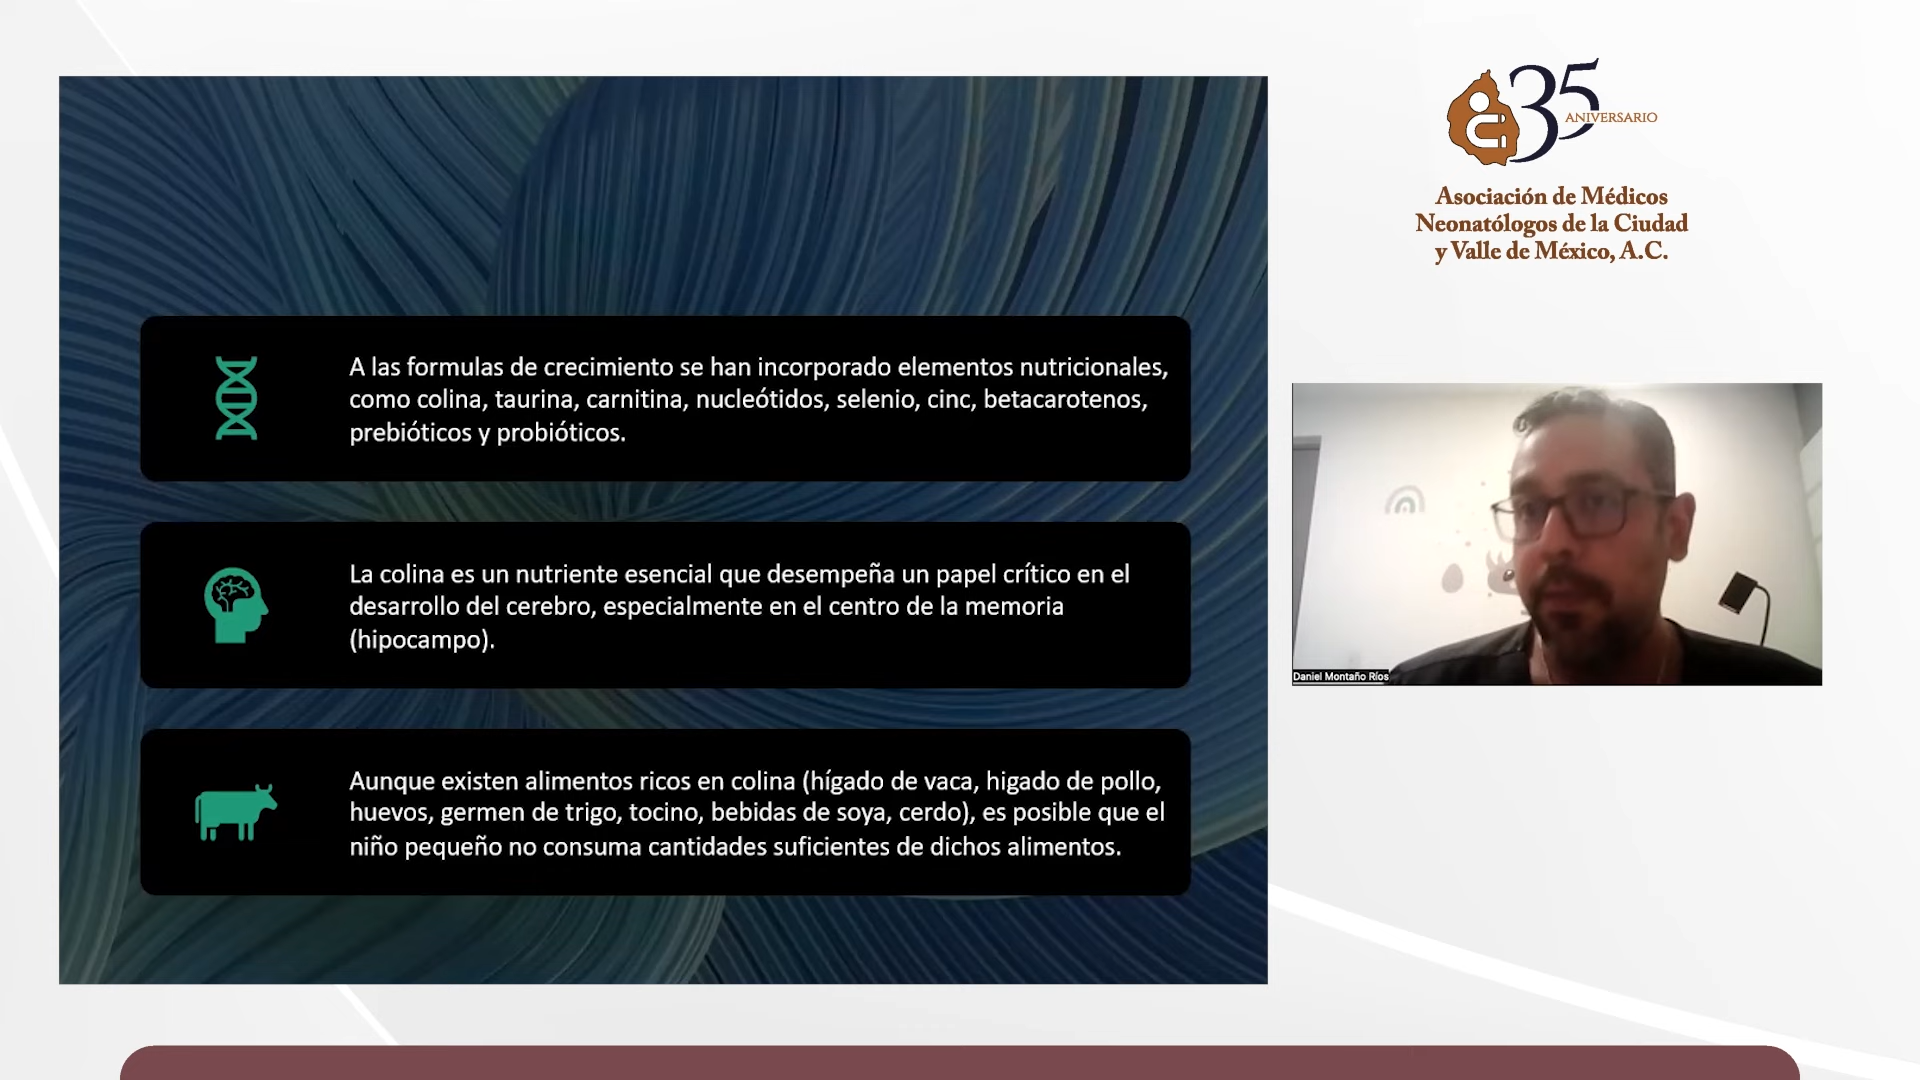 A las formulas de crecimiento se han incorporado elementos nutricionales,
como colina, taurina, carnitina, nucleótidos, selenio, cinc, betacarotenos,
prebióticos y probióticos.
La colina es un nutriente esencial que desempeña un papel crítico en el
desarrollo del cerebro, especialmente en el centro de la memoria
(hipocampo).
Aunque existen alimentos ricos en colina (hígado de vaca, higado de pollo,
huevos, germen de trigo, tocino, bebidas de soya, cerdo), es posible que el
niño pequeño no consuma cantidades suficientes de dichos alimentos.
35
ANIVERSARIO
Asociación de Médicos
Neonatólogos de la Ciudad
y Valle de México, A.C.
Daniel Montaño Ríos